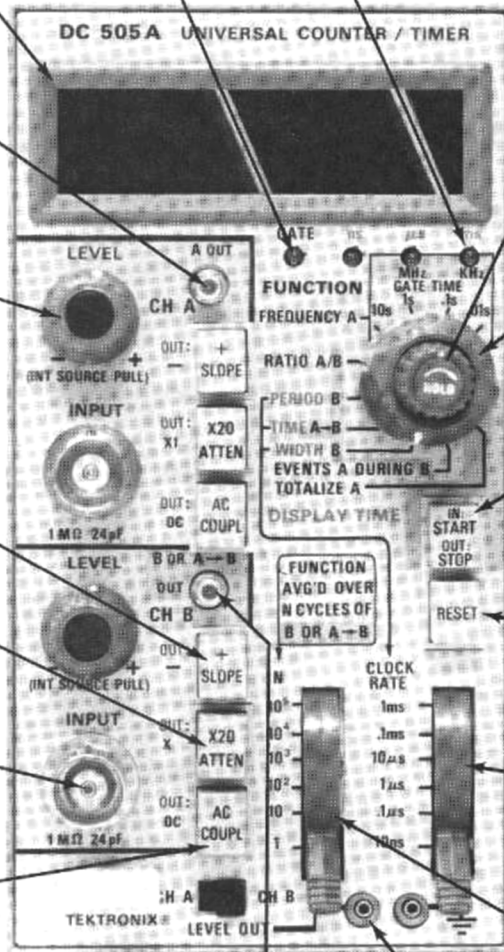 DC 505A UNIVERSAL COUNTER / TIMER
GATE
MHz
KHz
FUNCTION
GATE TIME
10s
1s
.1s
.01s
FREQUENCY A
RATIO A/B
PERIOD B
TIME A→B
WIDTH B
EVENTS A DURING B
TOTALIZE A
DISPLAY TIME
LEVEL
A OUT
CH A
- +
(INT SOURCE PULL)
OUT:
-
+
SLOPE
INPUT
OUT:
X1
X20
ATTEN
OUT:
DC
AC
COUPL
1 MΩ 24pF
IN:
START
OUT:
STOP
RESET
LEVEL
B OR A→B
OUT
CH B
- +
(INT SOURCE PULL)
OUT:
-
+
SLOPE
INPUT
OUT:
X
X20
ATTEN
OUT:
DC
AC
COUPL
1 MΩ 24pF
FUNCTION
AVG'D OVER
N CYCLES OF
B OR A→B
N
10⁵
10⁴
10³
10²
10
1
CLOCK
RATE
1ms
.1ms
10µs
1µs
.1µs
CH A
CH B
LEVEL OUT
TEKTRONIX®